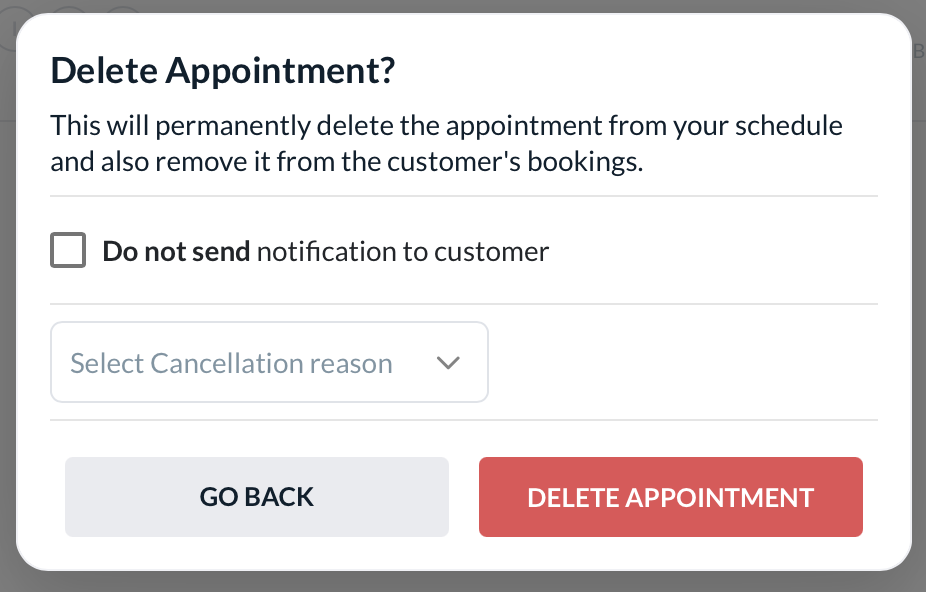 Delete Appointment?
This will permanently delete the appointment from your schedule
and also remove it from the customer's bookings.
Do not send notification to customer
Select Cancellation reason
GO BACK
DELETE APPOINTMENT